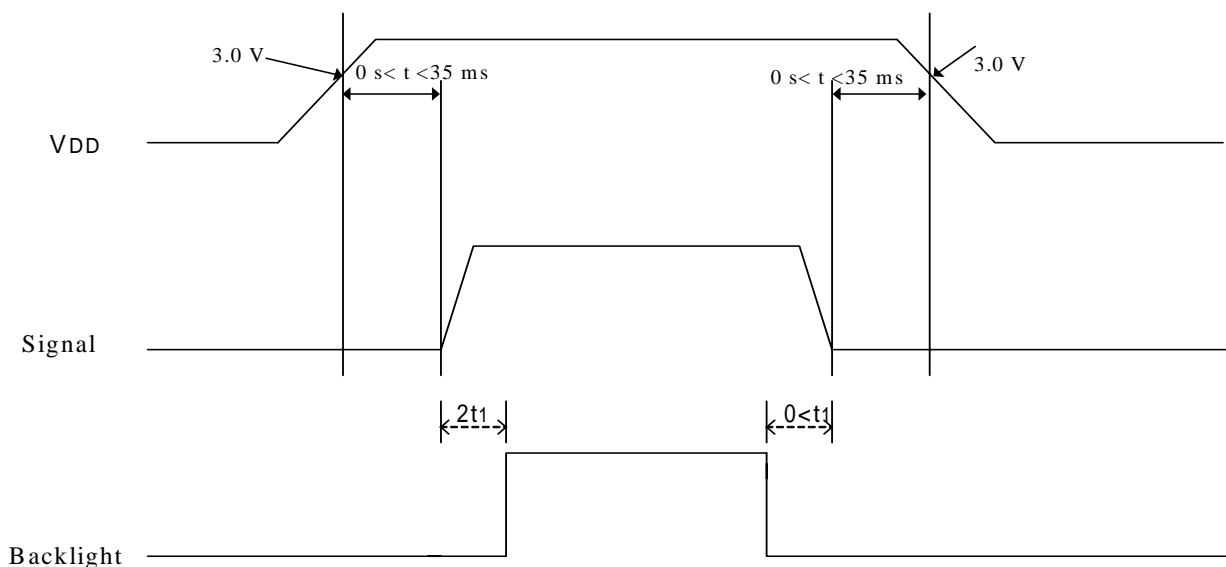 3.0 V
0 s< t <35 ms
0 s< t <35 ms
3.0 V
VDD
Signal
2t1
0<t1
Backlight